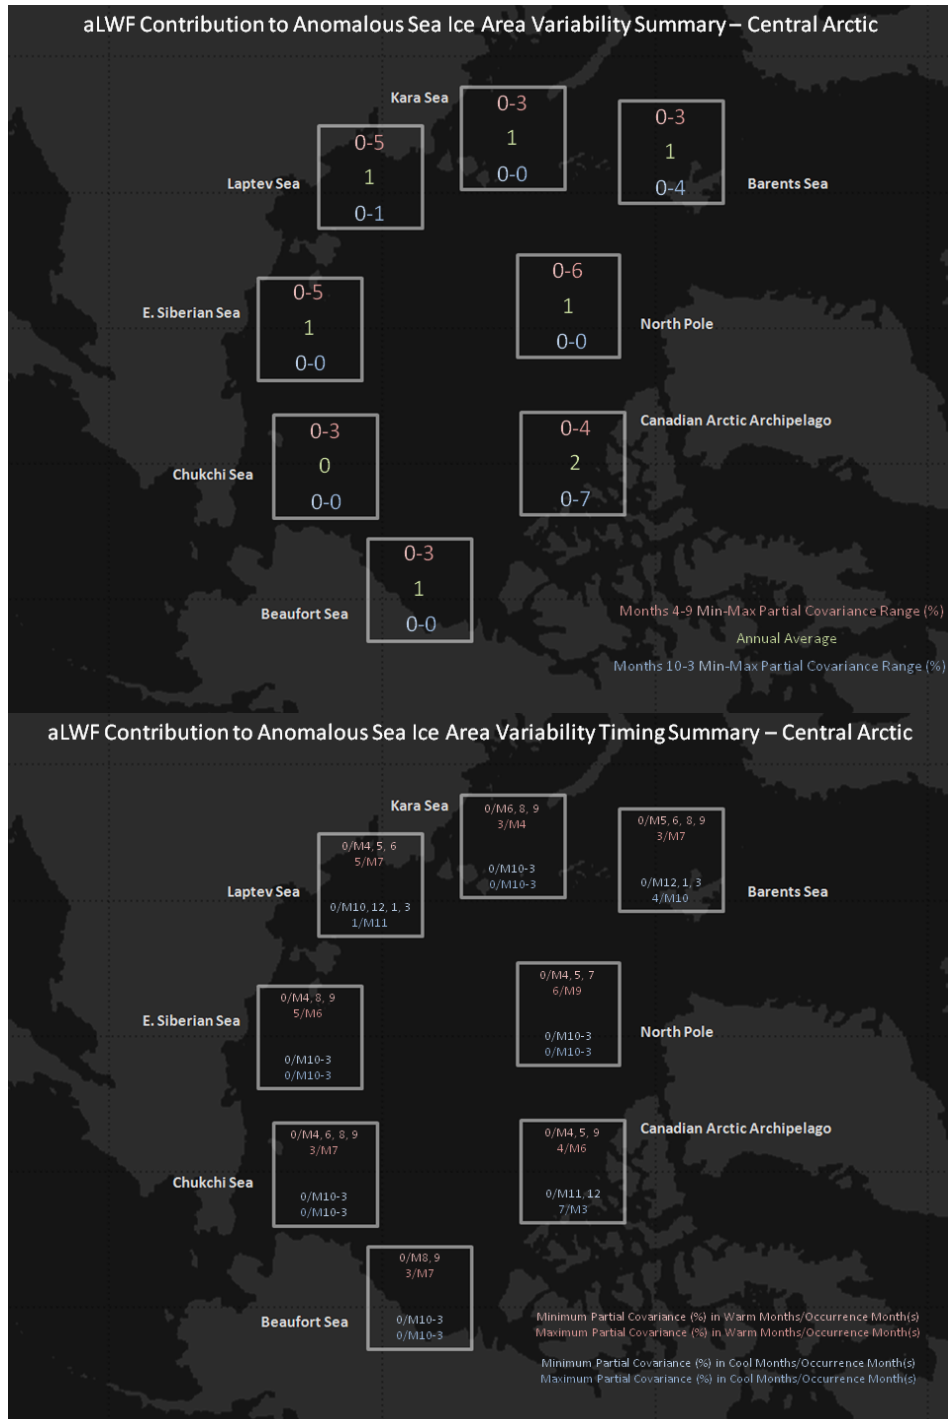 aLWF Contribution to Anomalous Sea Ice Area Variability Summary – Central Arctic
Kara Sea
0-3
1
0-0
0-3
1
0-4
Barents Sea
Laptev Sea
0-5
1
0-1
E. Siberian Sea
0-5
1
0-0
0-6
1
0-0
North Pole
Chukchi Sea
0-3
0
0-0
0-4
2
0-7
Canadian Arctic Archipelago
Beaufort Sea
0-3
1
0-0
Months 4-9 Min-Max Partial Covariance Range (%)
Annual Average
Months 10-3 Min-Max Partial Covariance Range (%)
aLWF Contribution to Anomalous Sea Ice Area Variability Timing Summary – Central Arctic
Kara Sea
0/M6, 8, 9
3/M4
0/M10-3
0/M10-3
0/M5, 6, 8, 9
3/M7
0/M12, 1, 3
4/M10
Barents Sea
Laptev Sea
0/M4, 5, 6
5/M7
0/M10, 12, 1, 3
1/M11
E. Siberian Sea
0/M4, 8, 9
5/M6
0/M10-3
0/M10-3
0/M4, 5, 7
6/M9
0/M10-3
0/M10-3
North Pole
Chukchi Sea
0/M4, 6, 8, 9
3/M7
0/M10-3
0/M10-3
0/M4, 5, 9
4/M6
0/M11, 12
7/M3
Canadian Arctic Archipelago
Beaufort Sea
0/M8, 9
3/M7
0/M10-3
0/M10-3
Minimum Partial Covariance (%) in Warm Months/Occurrence Month(s)
Maximum Partial Covariance (%) in Warm Months/Occurrence Month(s)
Minimum Partial Covariance (%) in Cool Months/Occurrence Month(s)
Maximum Partial Covariance (%) in Cool Months/Occurrence Month(s)